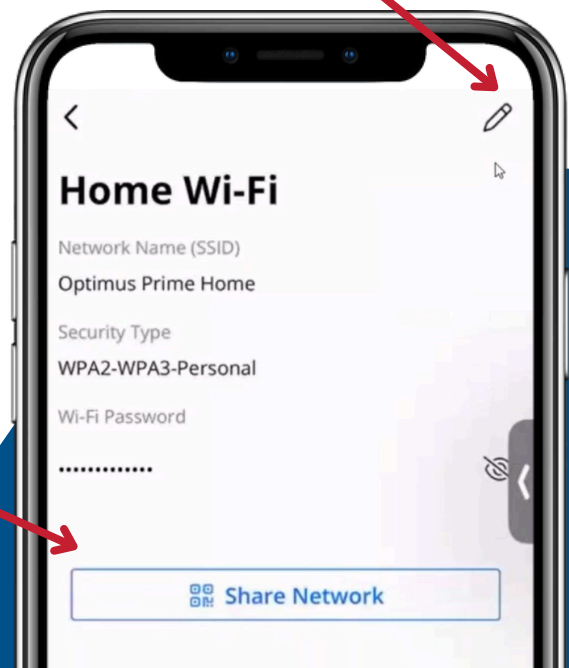 Home Wi-Fi
Network Name (SSID)
Optimus Prime Home
Security Type
WPA2-WPA3-Personal
Wi-Fi Password
•••••••••••••
Share Network